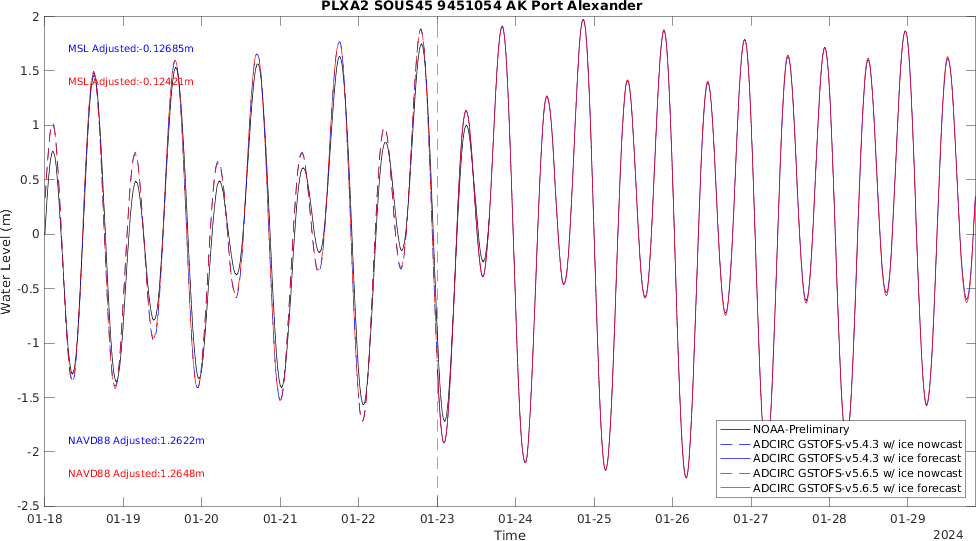 PLXA2 SOUS45 9451054 AK Port Alexander
MSL Adjusted:-0.12685m
MSL Adjusted:-0.12421m
NAVD88 Adjusted:1.2622m
NAVD88 Adjusted:1.2648m
Water Level (m)
2
1.5
1
0.5
0
-0.5
-1
-1.5
-2
-2.5
NOAA-Preliminary
ADCIRC GSTOFS-v5.4.3 w/ ice nowcast
ADCIRC GSTOFS-v5.4.3 w/ ice forecast
ADCIRC GSTOFS-v5.6.5 w/ ice nowcast
ADCIRC GSTOFS-v5.6.5 w/ ice forecast
01-18 01-19 01-20 01-21 01-22 01-23 01-24 01-25 01-26 01-27 01-28 01-29
Time
2024